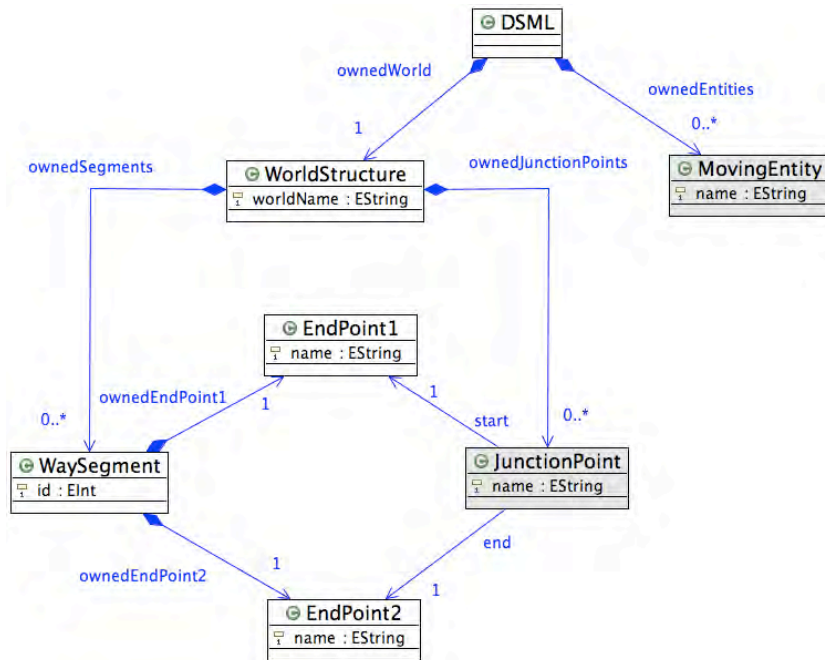 DSML
ownedWorld
ownedEntities
1
0..*
ownedSegments
WorldStructure
worldName : EString
ownedJunctionPoints
MovingEntity
name : EString
EndPoint1
name : EString
ownedEndPoint1
1
1
0..*
start
0..*
WaySegment
id : EInt
JunctionPoint
name : EString
end
ownedEndPoint2
1
1
EndPoint2
name : EString